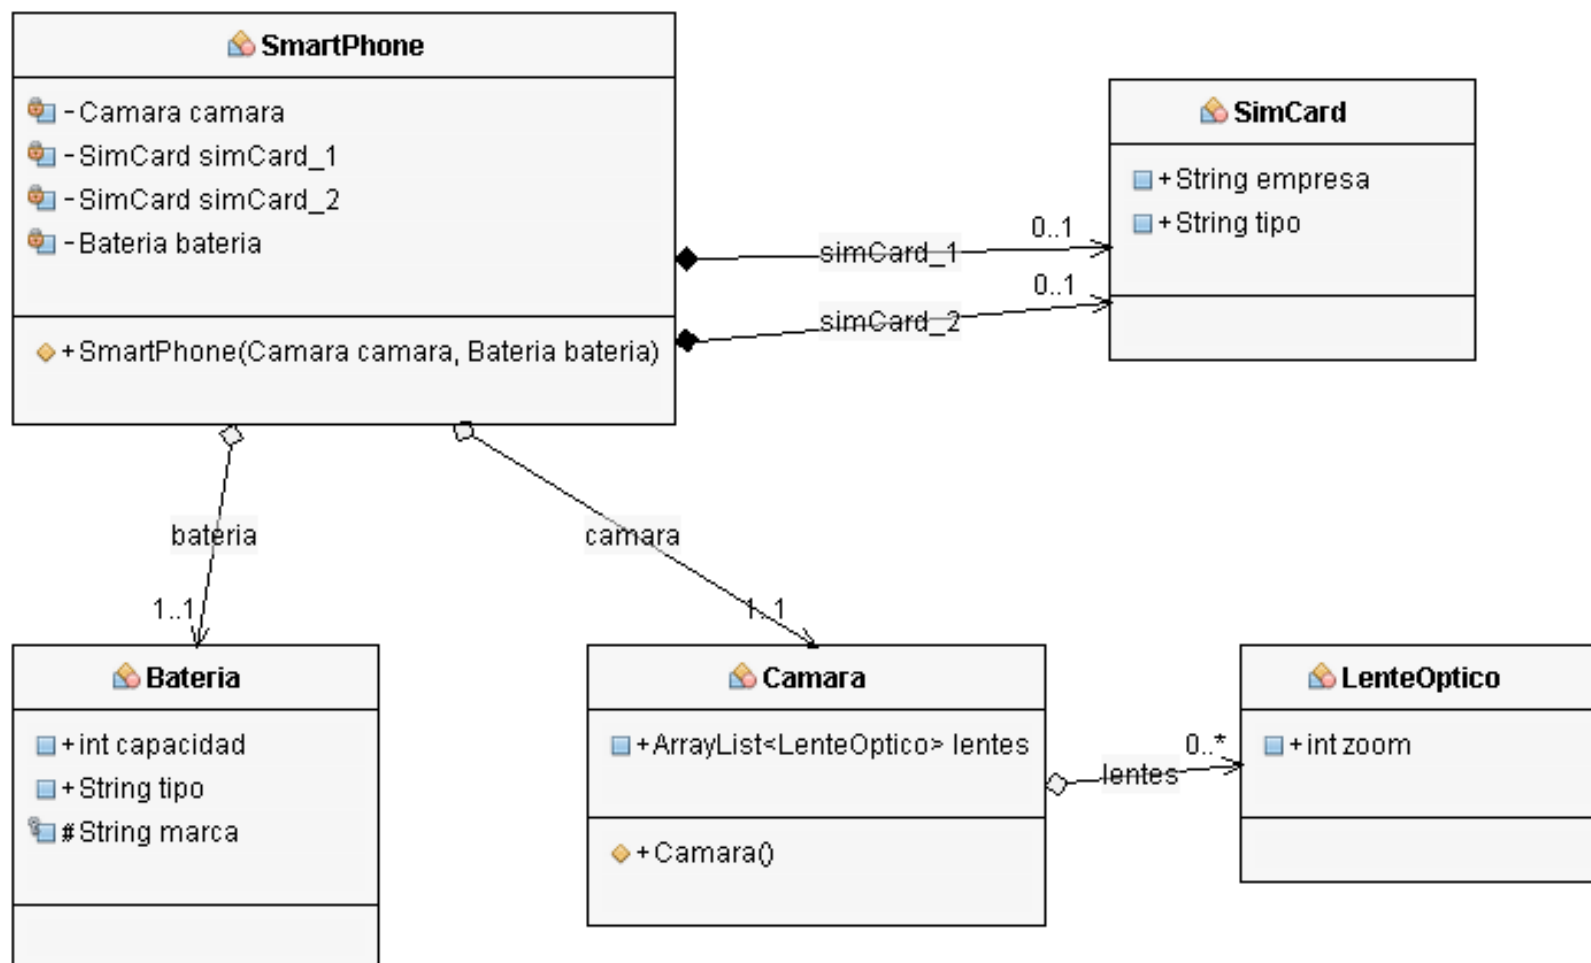 SmartPhone
-Camara camara
-SimCard simCard_1
-SimCard simCard_2
-Bateria bateria
+SmartPhone(Camara camara, Bateria bateria)
SimCard
+String empresa
+String tipo
0..1
simCard_1
0..1
simCard_2
bateria
camara
1..1
1..1
Bateria
+int capacidad
+String tipo
#String marca
Camara
+ArrayList<LenteOptico> lentes
+Camara()
0..*
lentes
LenteOptico
+int zoom